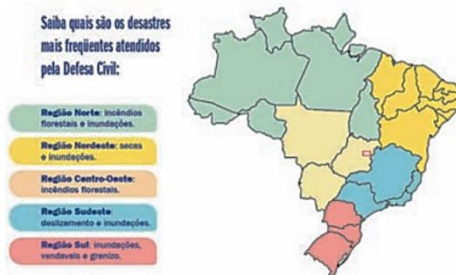 Saiba quais são os desastres
mais freqüentes atendidos
pela Defesa Civil:
Região Norte: incêndios
florestais e inundações.
Região Nordeste: secas
e inundações.
Região Centro-Oeste:
incêndios florestais.
Região Sudeste:
deslizamento e inundações.
Região Sul: inundações,
vendavais e granizo.